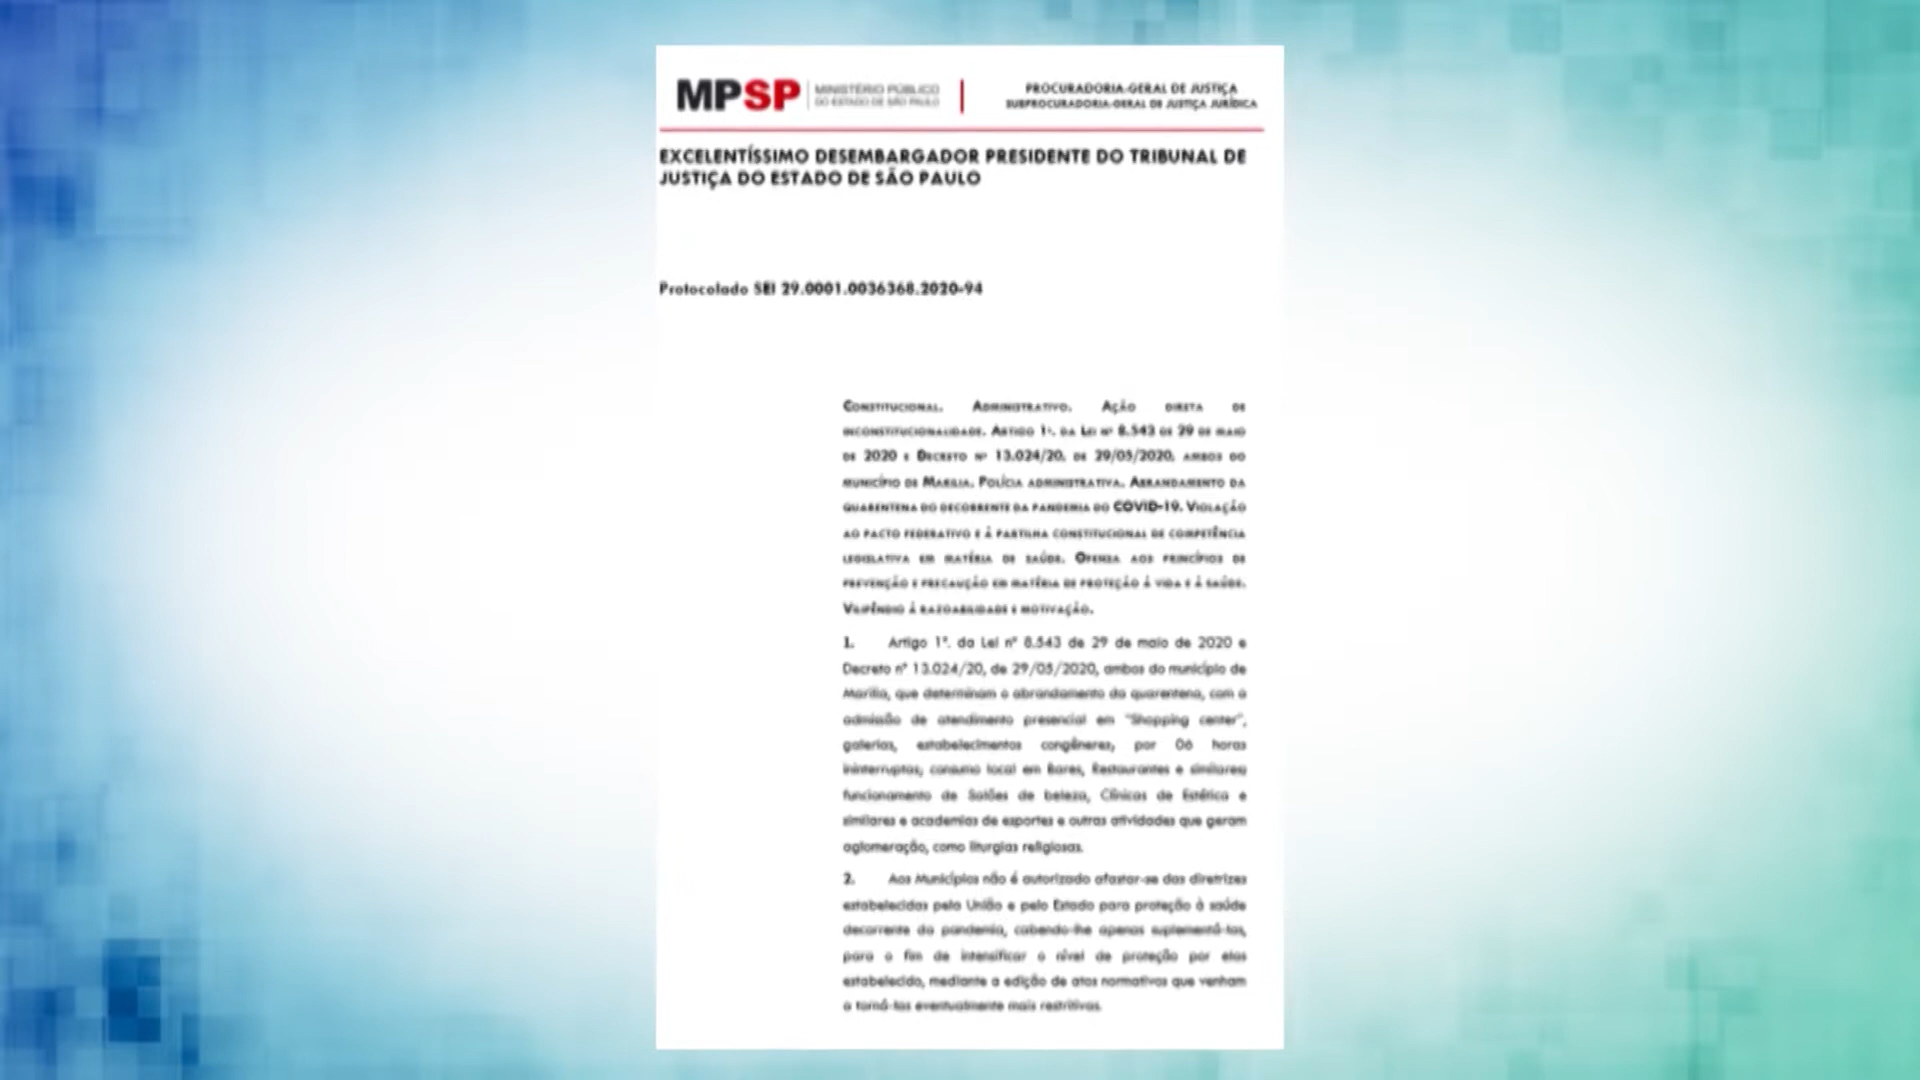 MPSP MINISTÉRIO PÚBLICO
DO ESTADO DE SÃO PAULO
PROCURADORIA-GERAL DE JUSTIÇA
SUBPROCURADORIA-GERAL DE JUSTIÇA JURÍDICA
EXCELENTÍSSIMO DESEMBARGADOR PRESIDENTE DO TRIBUNAL DE
JUSTIÇA DO ESTADO DE SÃO PAULO
Protocolado SEI 29.0001.0036368.2020-94
CONSTITUCIONAL. ADMINISTRATIVO. AÇÃO DIRETA DE
INCONSTITUCIONALIDADE. ARTIGO 1º. DA LEI Nº 8.543 DE 29 DE MAIO
DE 2020 E DECRETO Nº 13.024/20, DE 29/05/2020, AMBOS DO
MUNICÍPIO DE MARILIA. POLÍCIA ADMINISTRATIVA. ABRANDAMENTO DA
QUARENTENA DO DECORRENTE DA PANDEMIA DO COVID-19. VIOLAÇÃO
AO PACTO FEDERATIVO E À PARTILHA CONSTITUCIONAL DE COMPETÊNCIA
LEGISLATIVA EM MATÉRIA DE SAÚDE. OFENSA AOS PRINCÍPIOS DE
PREVENÇÃO E PRECAUÇÃO EM MATÉRIA DE PROTEÇÃO À VIDA E À SAÚDE.
VILIPÊNDIO À RAZOABILIDADE E MOTIVAÇÃO.
1. Artigo 1º. da Lei nº 8.543 de 29 de maio de 2020 e
Decreto nº 13.024/20, de 29/05/2020, ambos do município de
Marilia, que determinam o abrandamento da quarentena, com a
admissão de atendimento presencial em "Shopping center",
galerias, estabelecimentos congêneres, por 06 horas
ininterruptas; consumo local em Bares, Restaurantes e similares;
funcionamento de Salões de beleza, Clínicas de Estética e
similares e academias de esportes e outras atividades que geram
aglomeração, como liturgias religiosas.
2. Aos Municípios não é autorizado afastar-se das diretrizes
estabelecidas pela União e pelo Estado para proteção à saúde
decorrente da pandemia, cabendo-lhe apenas suplementá-las,
para o fim de intensificar o nível de proteção por elas
estabelecido, mediante a edição de atos normativos que venham
a torná-las eventualmente mais restritivas.